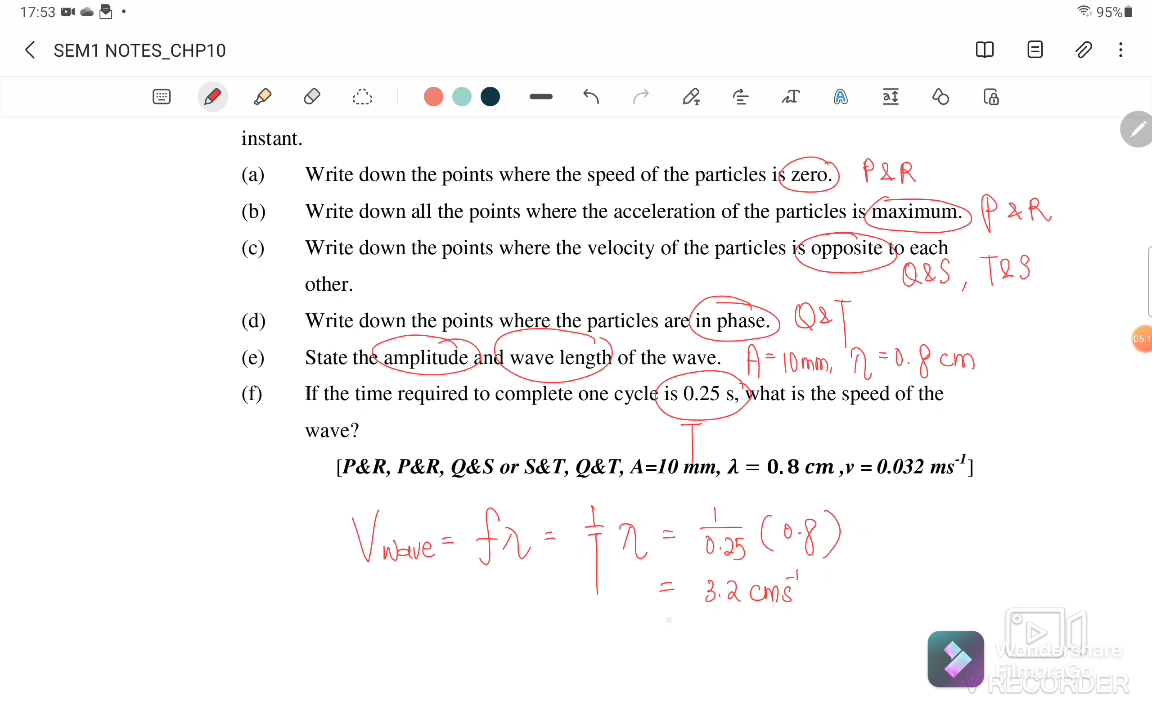 17:53 95%
SEM1 NOTES_CHP10
instant.
(a) Write down the points where the speed of the particles is zero. P & R
(b) Write down all the points where the acceleration of the particles is maximum. P & R
(c) Write down the points where the velocity of the particles is opposite to each
other. Q&S, T&S
(d) Write down the points where the particles are in phase. Q&T
(e) State the amplitude and wave length of the wave. A = 10 mm, λ = 0.8 cm
(f) If the time required to complete one cycle is 0.25 s, what is the speed of the
wave? T
[P&R, P&R, Q&S or S&T, Q&T, A=10 mm, λ = 0.8 cm ,v = 0.032 ms⁻¹]
Vwave = fλ = 1/T λ = 1/0.25 (0.8)
= 3.2 cms⁻¹
05:1
Wondershare
FilmoraGo
RECORDER